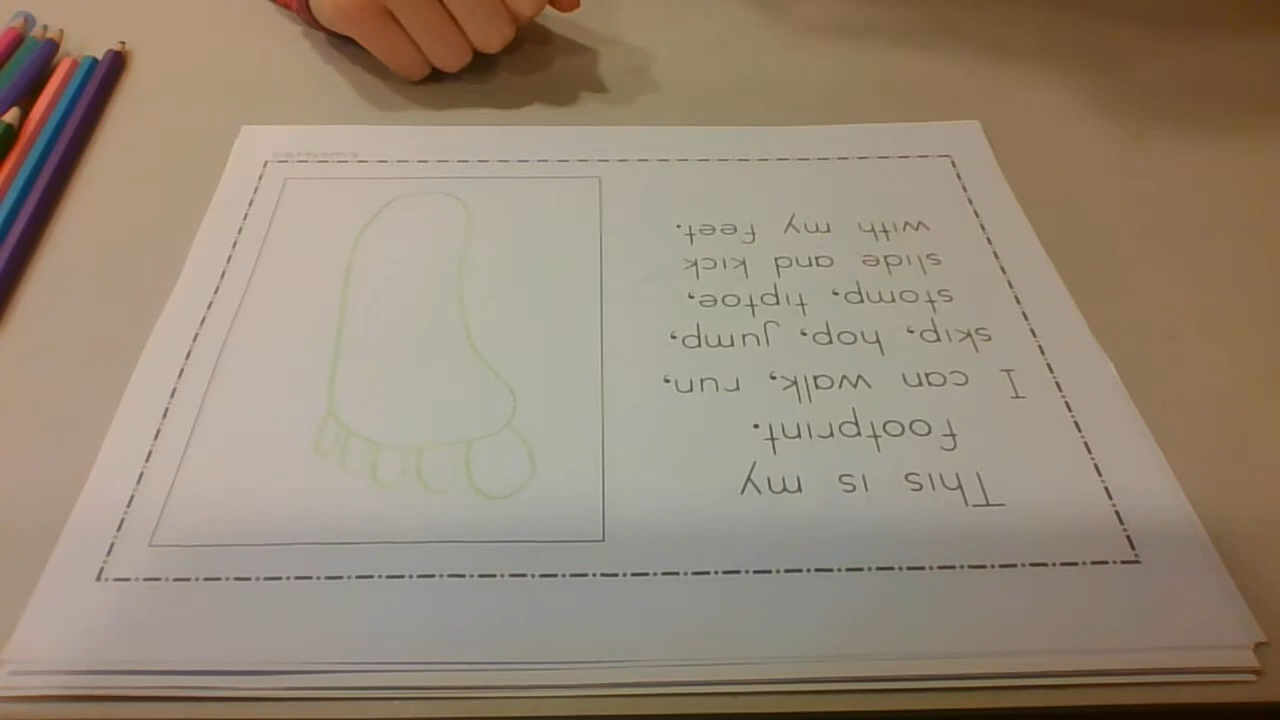 This is my
footprint.
I can walk, run,
skip, hop, jump,
stomp, tiptoe,
slide and kick
with my feet.